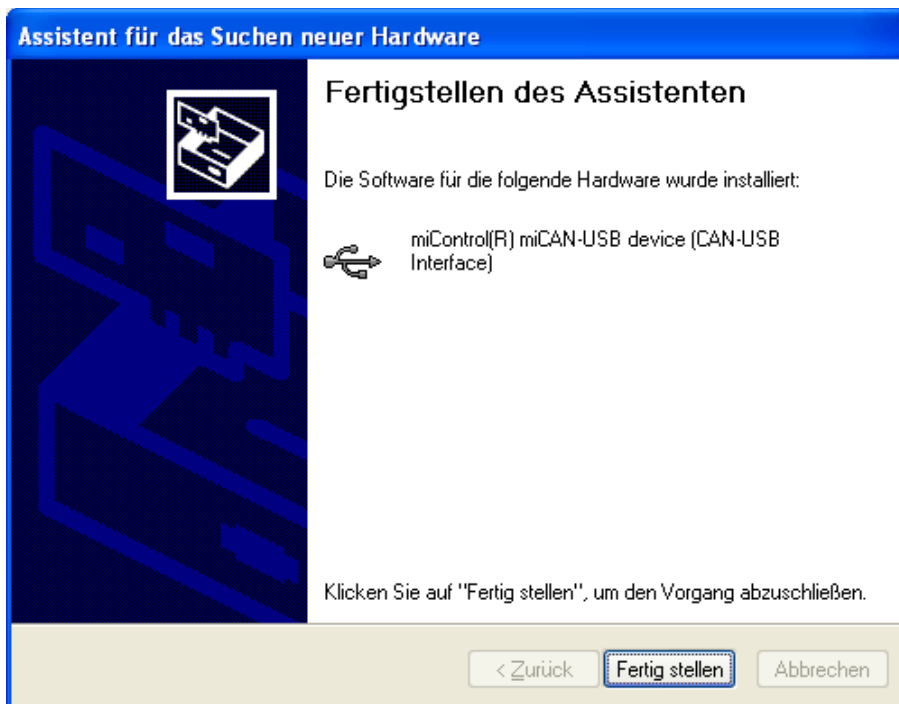 Assistent für das Suchen neuer Hardware
Fertigstellen des Assistenten
Die Software für die folgende Hardware wurde installiert:
miControl(R) miCAN-USB device (CAN-USB
Interface)
Klicken Sie auf "Fertig stellen", um den Vorgang abzuschließen.
< Zurück
Fertig stellen
Abbrechen